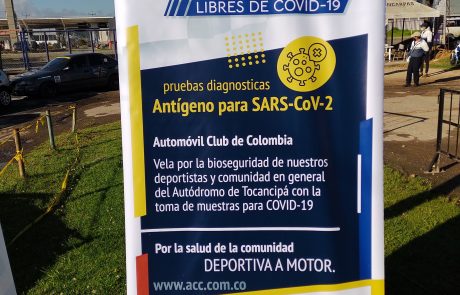 LIBRES DE COVID-19
pruebas diagnosticas
Antígeno para SARS-CoV-2
Automóvil Club de Colombia
Vela por la bioseguridad de nuestros
deportistas y comunidad en general
del Autódromo de Tocancipá con la
toma de muestras para COVID-19
Por la salud de la comunidad
DEPORTIVA A MOTOR.
www.acc.com.co